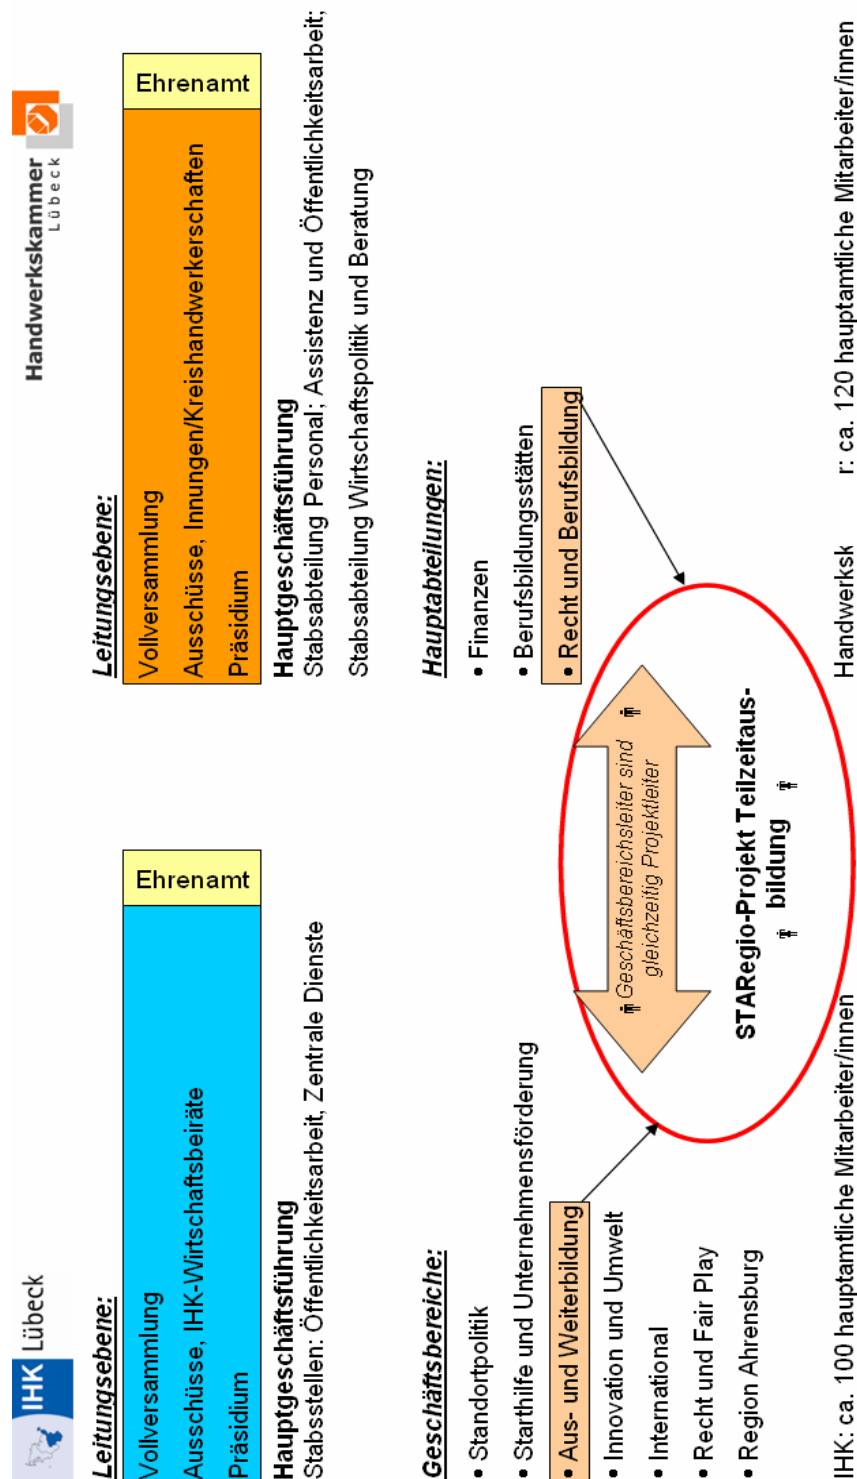 IHK Lübeck
Leitungsebene:
Vollversammlung
Ausschüsse, IHK-Wirtschaftsbeiräte
Präsidium
Ehrenamt
Hauptgeschäftsführung
Stabsstellen: Öffentlichkeitsarbeit, Zentrale Dienste
Geschäftsbereiche:
• Standortpolitik
• Starthilfe und Unternehmensförderung
• Aus- und Weiterbildung
• Innovation und Umwelt
• International
• Recht und Fair Play
• Region Ahrensburg
IHK: ca. 100 hauptamtliche Mitarbeiter/innen
Handwerkskammer
Lübeck
Leitungsebene:
Vollversammlung
Ausschüsse, Innungen/Kreishandwerkerschaften
Präsidium
Ehrenamt
Hauptgeschäftsführung
Stabsabteilung Personal; Assistenz und Öffentlichkeitsarbeit;
Stabsabteilung Wirtschaftspolitik und Beratung
Hauptabteilungen:
• Finanzen
• Berufsbildungsstätten
• Recht und Berufsbildung
Geschäftsbereichsleiter sind
gleichzeitig Projektleiter
STARegio-Projekt Teilzeitaus-
bildung
Handwerksk r: ca. 120 hauptamtliche Mitarbeiter/innen